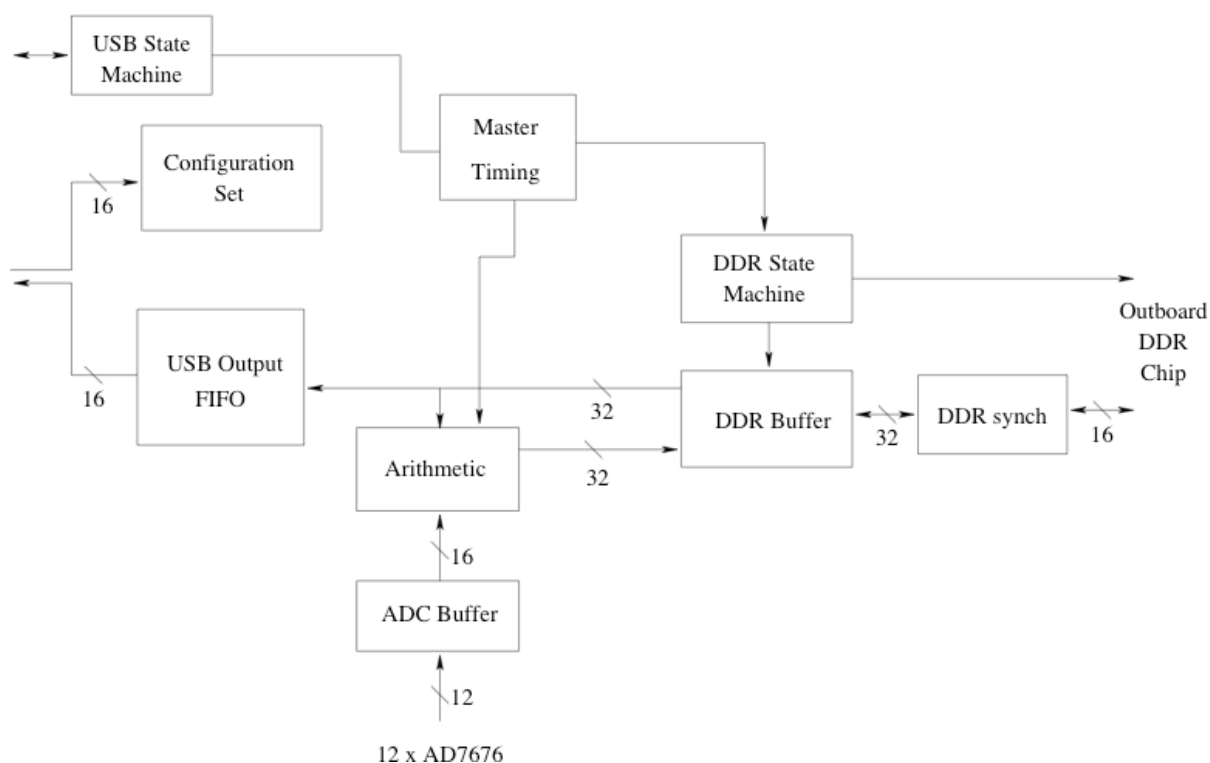 USB State
Machine
Master
Timing
Configuration
Set
16
DDR State
Machine
Outboard
DDR
Chip
USB Output
FIFO
16
32
DDR Buffer
32
DDR synch
16
Arithmetic
32
16
ADC Buffer
12
12 x AD7676